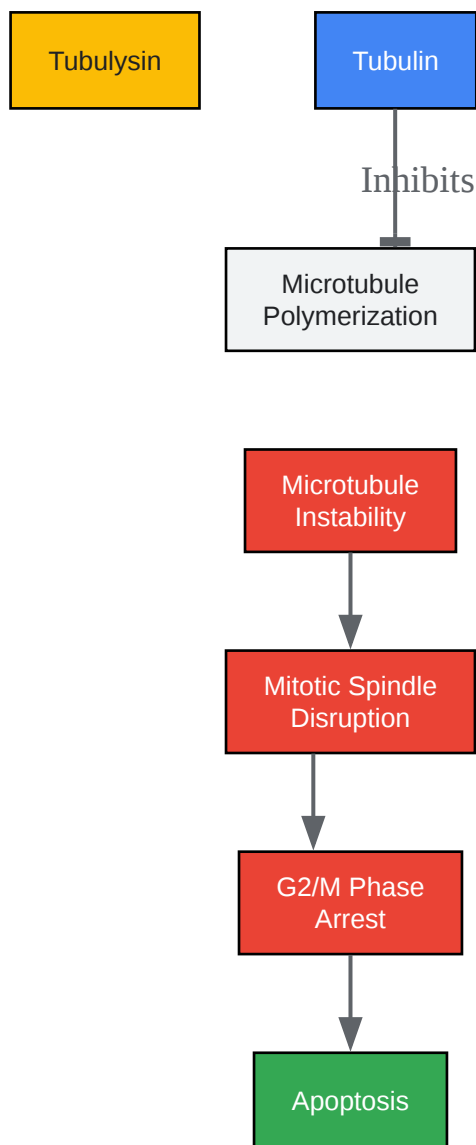 Tubulysin
Tubulin
Inhibits
Microtubule
Polymerization
Microtubule
Instability
Mitotic Spindle
Disruption
G2/M Phase
Arrest
Apoptosis